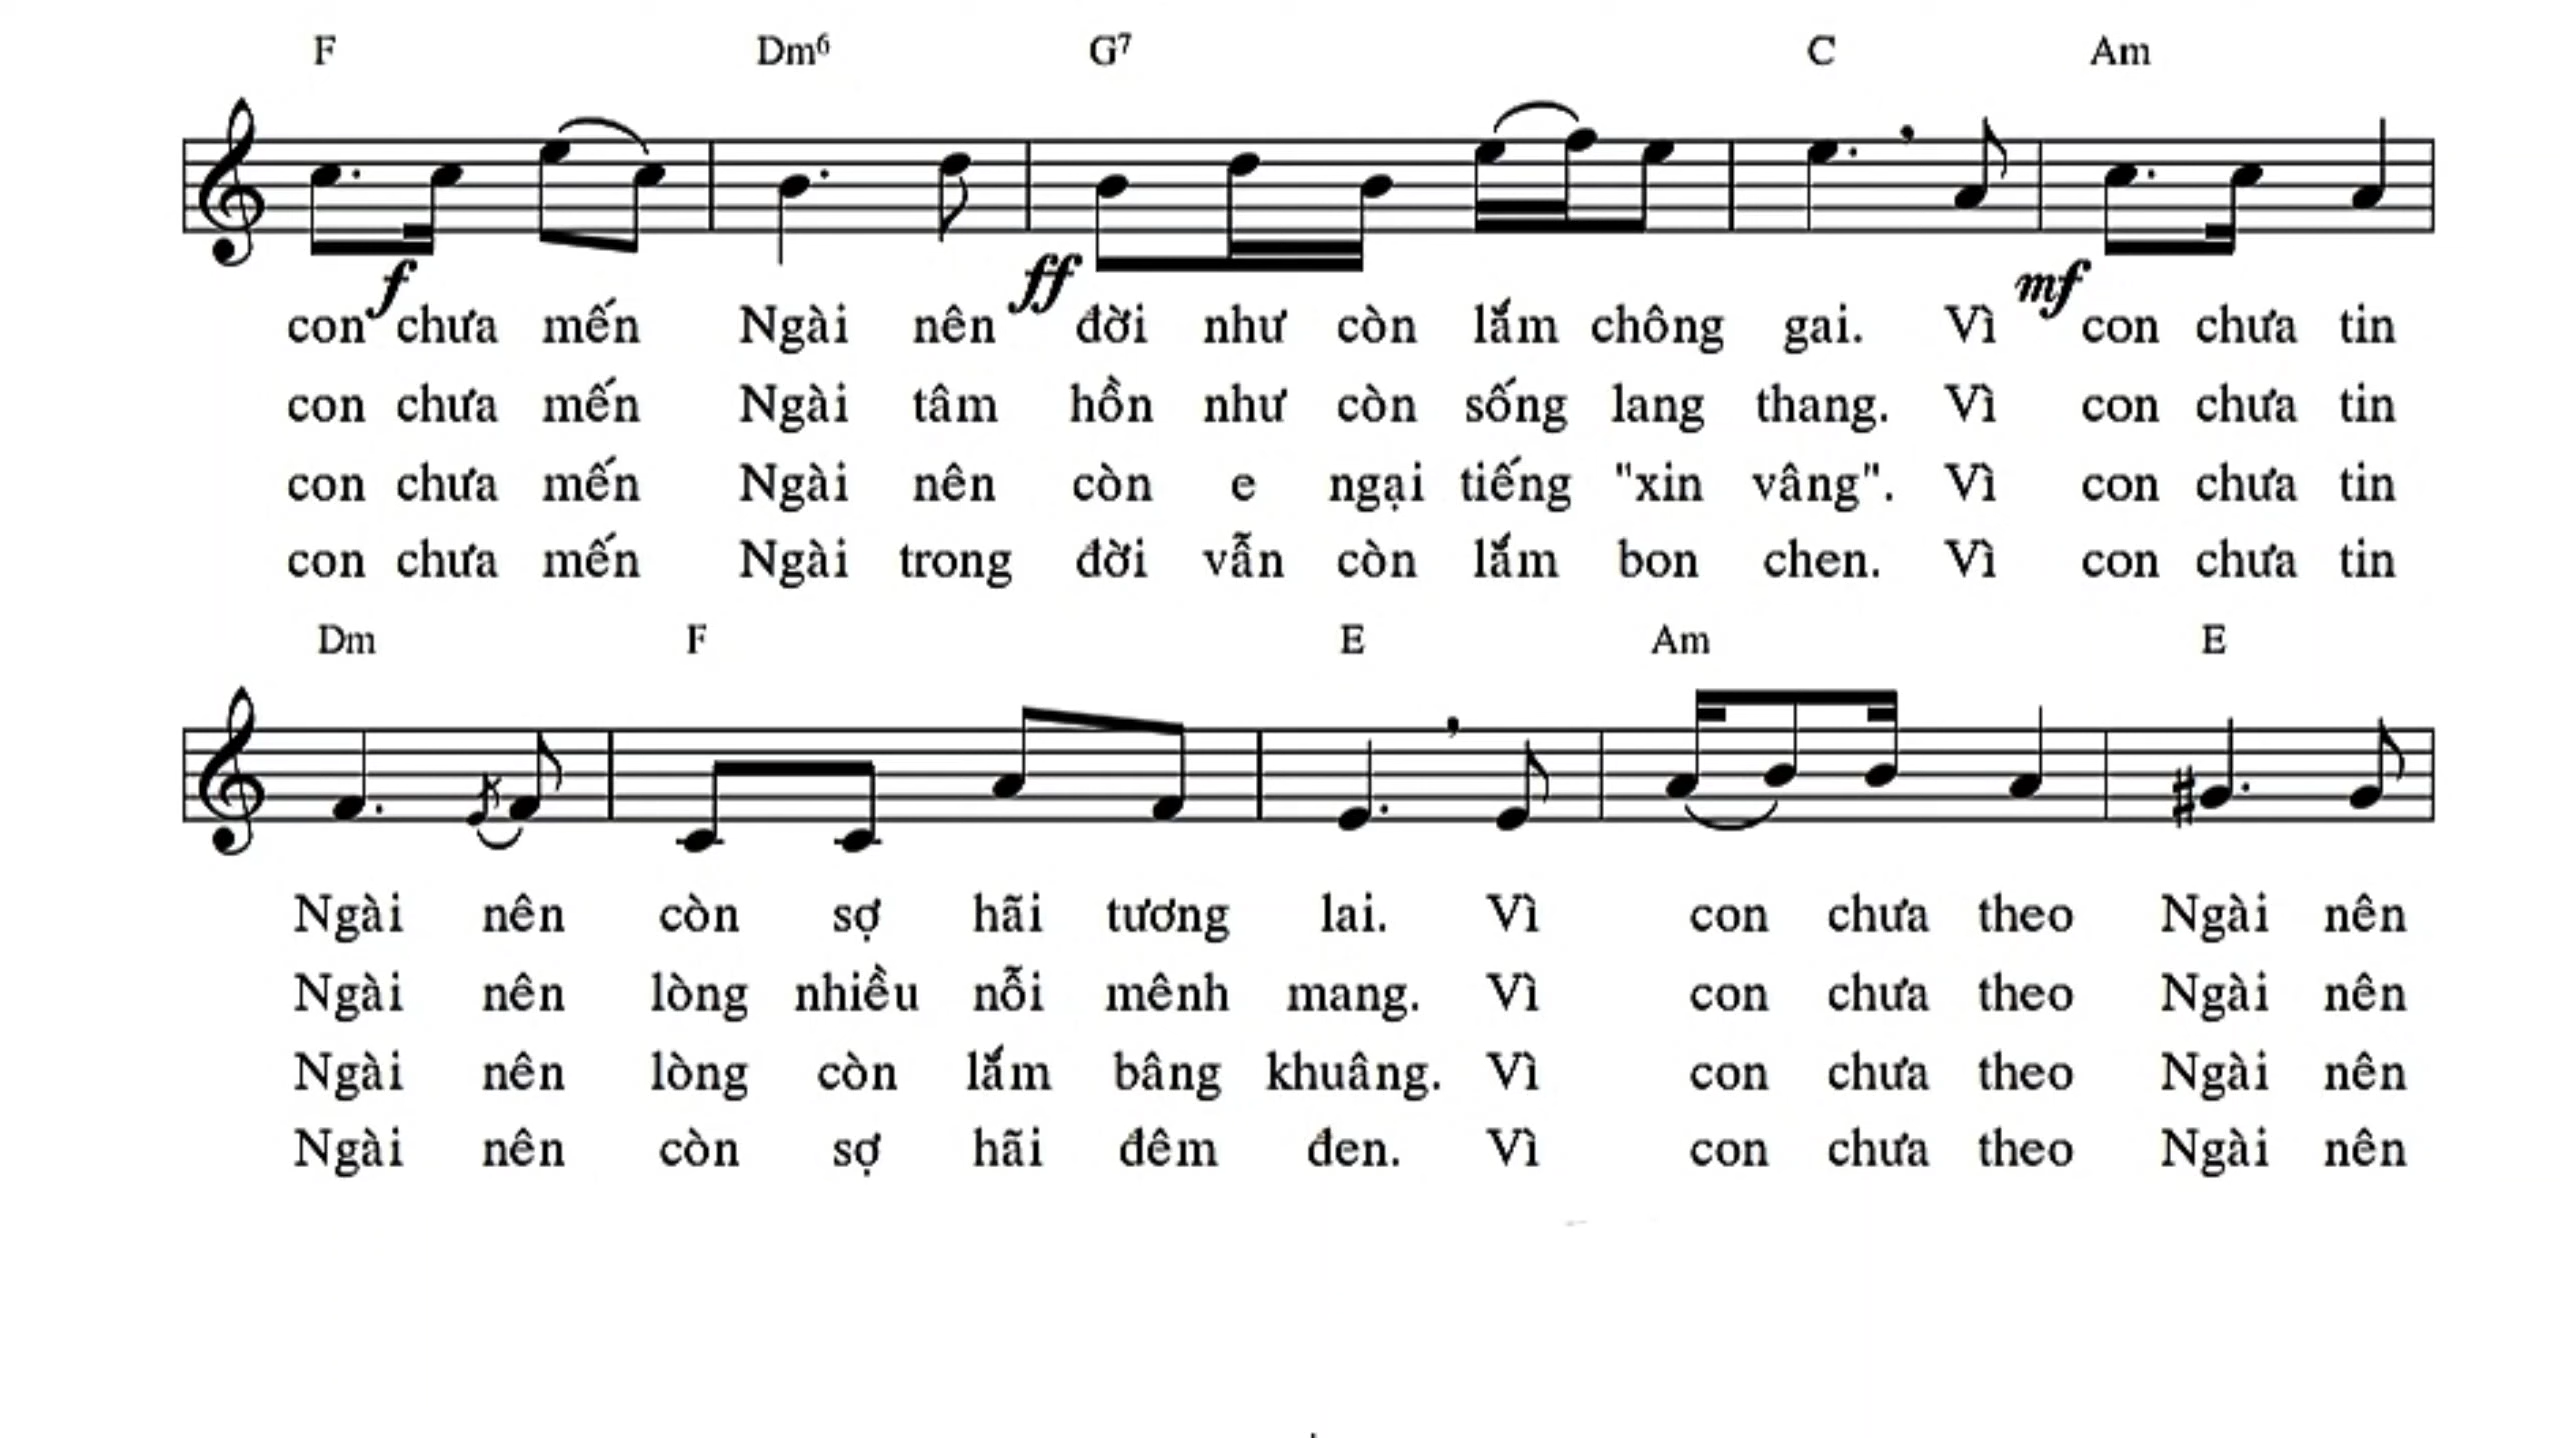 F Dm6 G7 C Am
f ff mf
con chưa mến Ngài nên đời như còn lắm chông gai. Vì con chưa tin
con chưa mến Ngài tâm hồn như còn sống lang thang. Vì con chưa tin
con chưa mến Ngài nên còn e ngại tiếng "xin vâng". Vì con chưa tin
con chưa mến Ngài trong đời vẫn còn lắm bon chen. Vì con chưa tin
Dm F E Am E
Ngài nên còn sợ hãi tương lai. Vì con chưa theo Ngài nên
Ngài nên lòng nhiều nỗi mênh mang. Vì con chưa theo Ngài nên
Ngài nên lòng còn lắm bâng khuâng. Vì con chưa theo Ngài nên
Ngài nên còn sợ hãi đêm đen. Vì con chưa theo Ngài nên